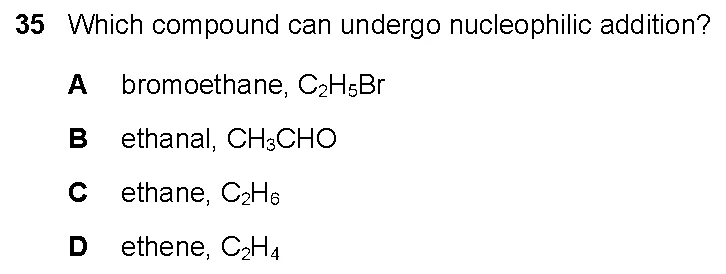 35 Which compound can undergo nucleophilic addition?
A bromoethane, C₂H₅Br
B ethanal, CH₃CHO
C ethane, C₂H₆
D ethene, C₂H₄